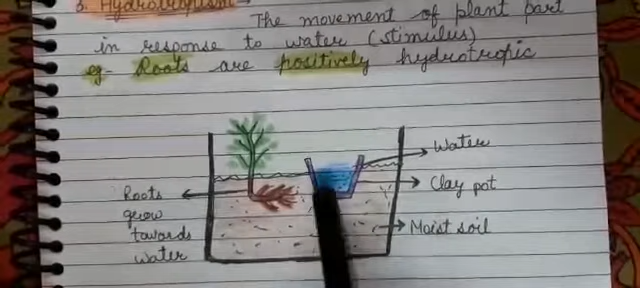 3. Hydrotropism →
The movement of plant part
in response to water (stimulus)
eg- Roots are positively hydrotropic
Water
Clay pot
Moist soil
Roots
grow
towards
water